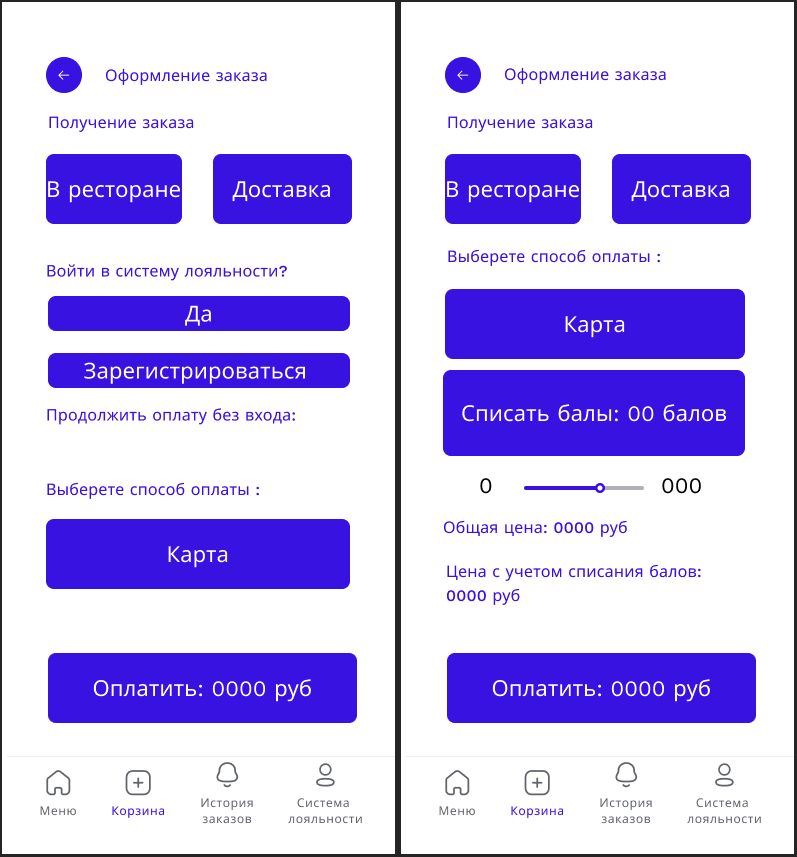 Оформление заказа
Получение заказа
В ресторане
Доставка
Войти в систему лояльности?
Да
Зарегистрироваться
Продолжить оплату без входа:
Выберете способ оплаты :
Карта
Оплатить: 0000 руб
Меню
Корзина
История
заказов
Система
лояльности
Оформление заказа
Получение заказа
В ресторане
Доставка
Выберете способ оплаты :
Карта
Списать балы: 00 балов
0
000
Общая цена: 0000 руб
Цена с учетом списания балов:
0000 руб
Оплатить: 0000 руб
Меню
Корзина
История
заказов
Система
лояльности